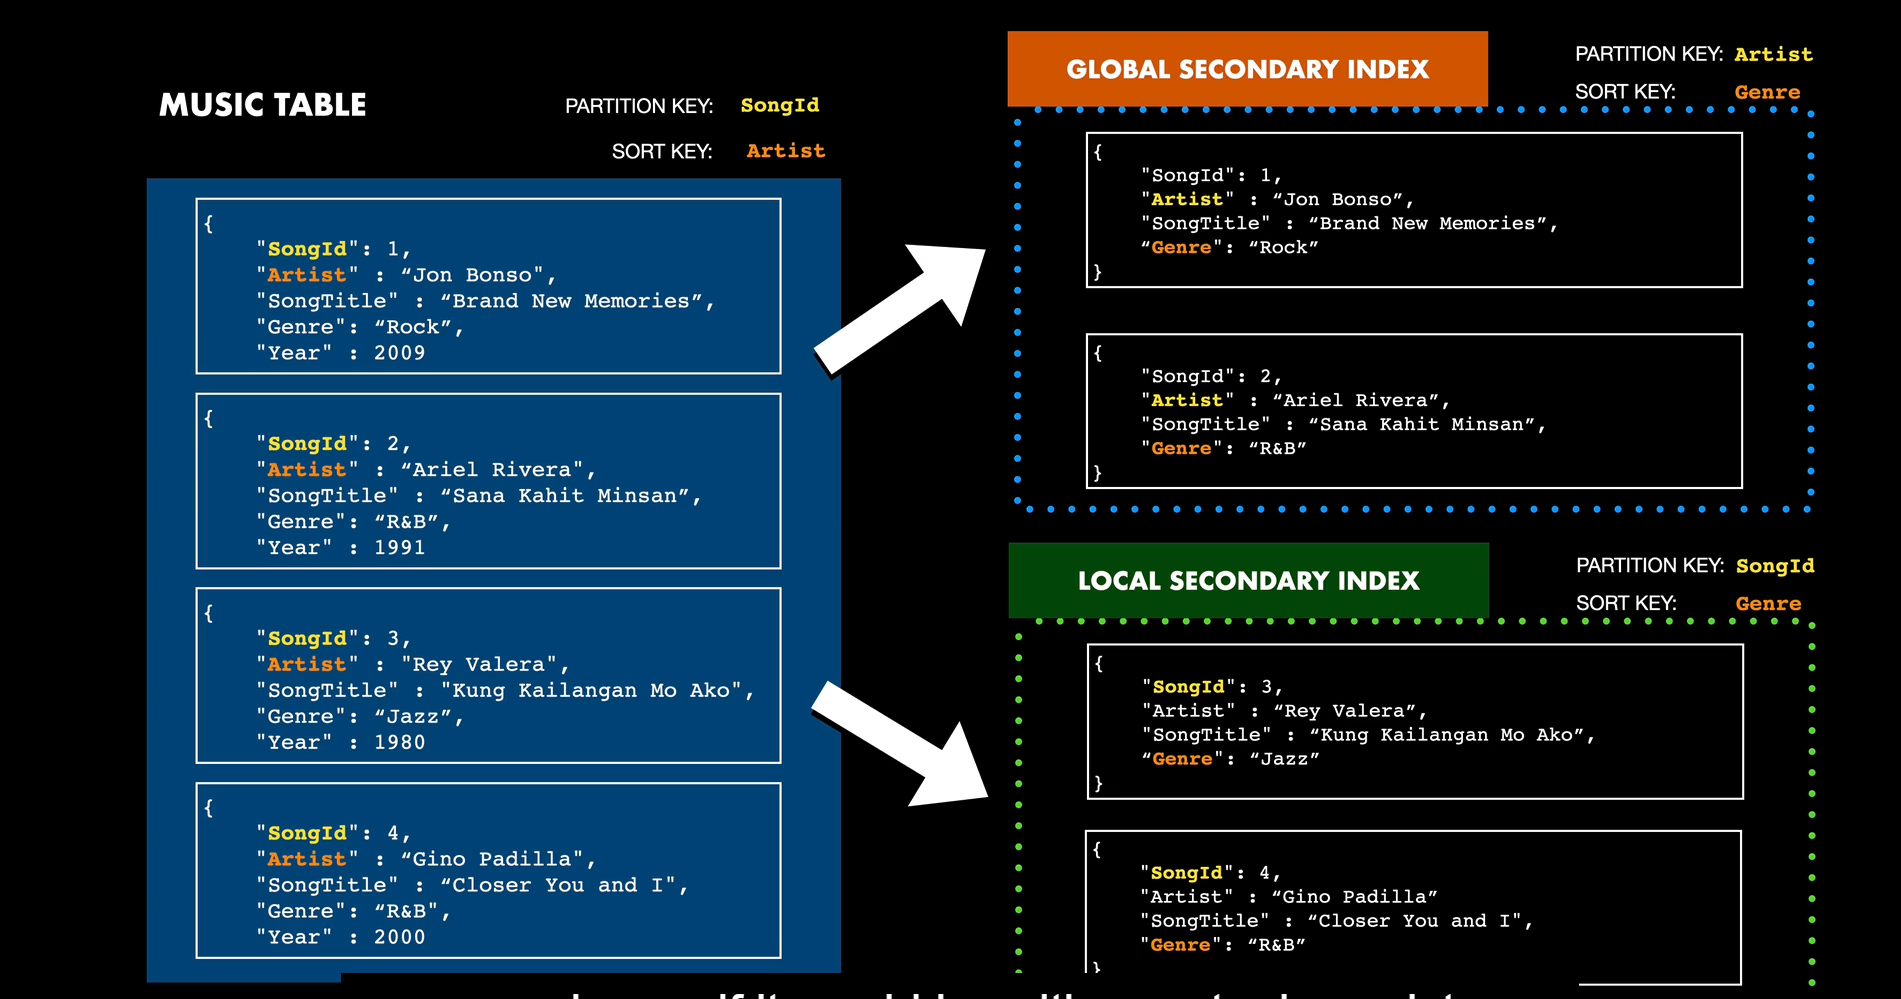 MUSIC TABLE
PARTITION KEY: SongId
SORT KEY: Artist
{
"SongId": 1,
"Artist" : “Jon Bonso",
"SongTitle" : “Brand New Memories”,
"Genre": “Rock”,
"Year" : 2009
{
"SongId": 2,
"Artist" : “Ariel Rivera",
"SongTitle" : “Sana Kahit Minsan”,
"Genre": “R&B”,
"Year" : 1991
{
"SongId": 3,
"Artist" : "Rey Valera",
"SongTitle" : "Kung Kailangan Mo Ako",
"Genre": “Jazz”,
"Year" : 1980
{
"SongId": 4,
"Artist" : “Gino Padilla",
"SongTitle" : “Closer You and I",
"Genre": “R&B",
"Year" : 2000
GLOBAL SECONDARY INDEX
PARTITION KEY: Artist
SORT KEY: Genre
{
"SongId": 1,
"Artist" : “Jon Bonso”,
"SongTitle" : “Brand New Memories”,
“Genre": “Rock”
}
{
"SongId": 2,
"Artist" : “Ariel Rivera”,
"SongTitle" : “Sana Kahit Minsan”,
"Genre": “R&B”
}
LOCAL SECONDARY INDEX
PARTITION KEY: SongId
SORT KEY: Genre
{
"SongId": 3,
"Artist" : “Rey Valera”,
"SongTitle" : “Kung Kailangan Mo Ako”,
“Genre": “Jazz”
}
{
"SongId": 4,
"Artist" : “Gino Padilla”
"SongTitle" : “Closer You and I",
"Genre": “R&B”
}